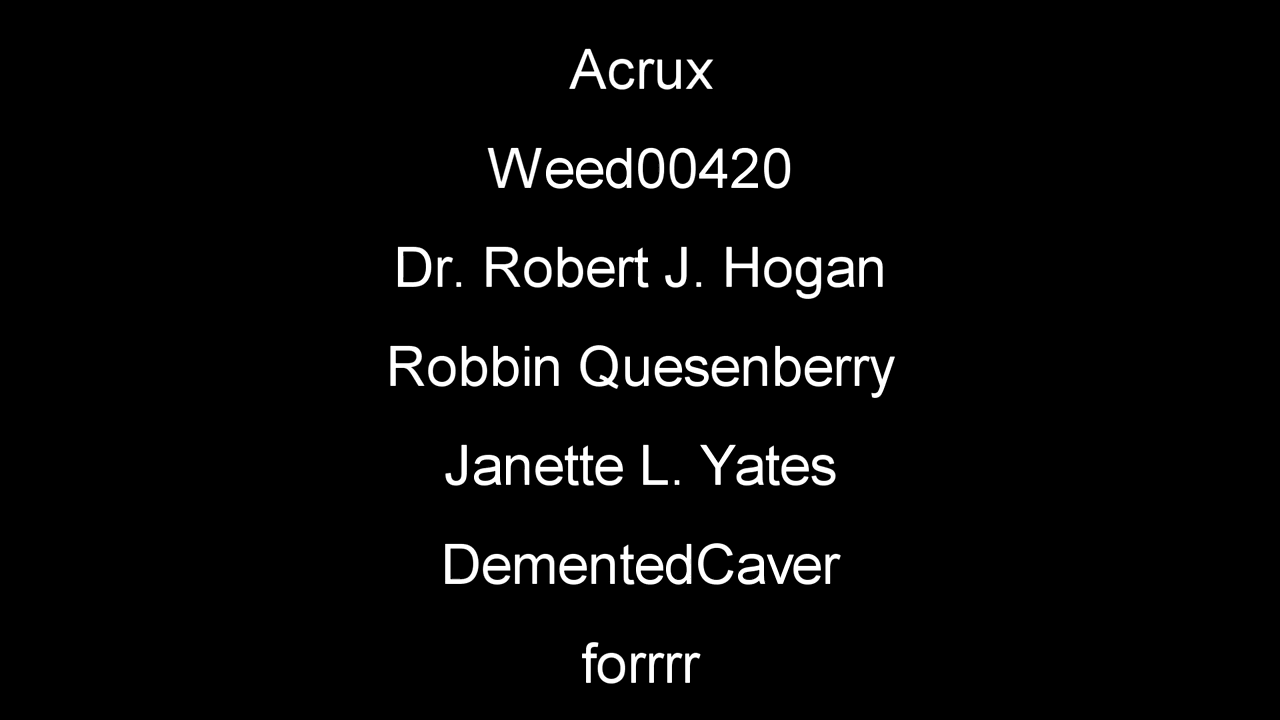 Acrux
Weed00420
Dr. Robert J. Hogan
Robbin Quesenberry
Janette L. Yates
DementedCaver
forrrr